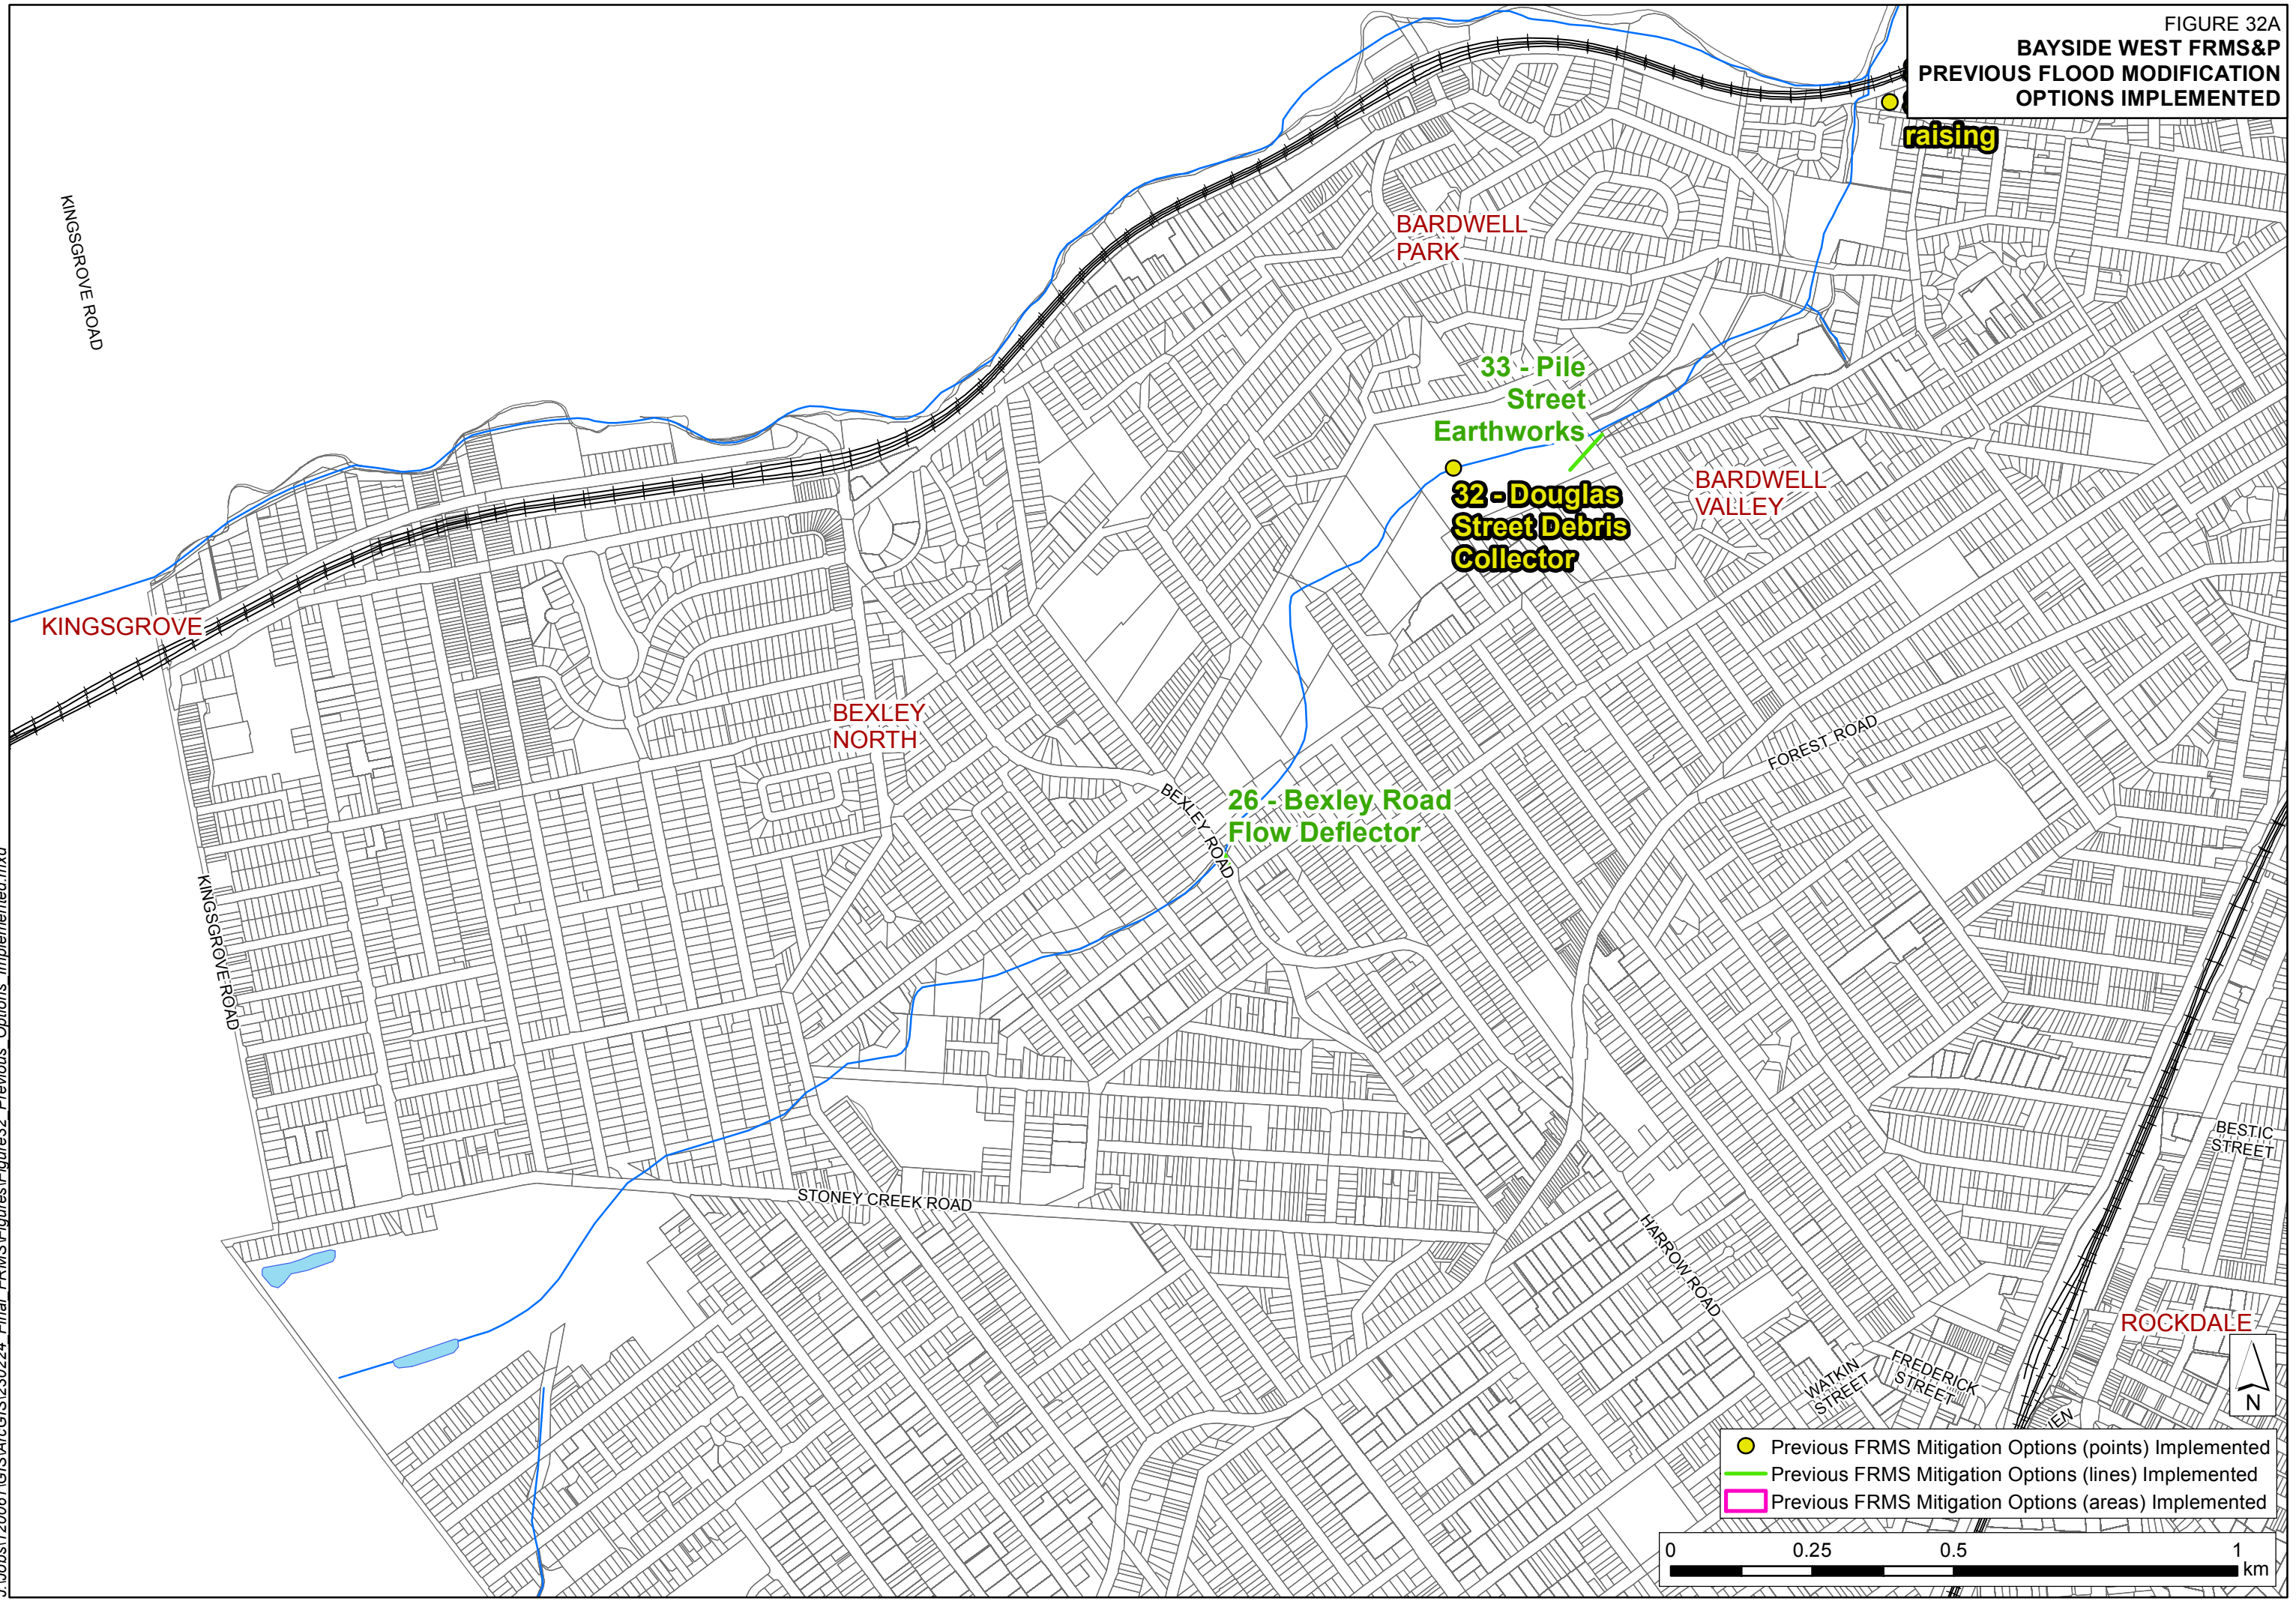 FIGURE 32A
BAYSIDE WEST FRMS&P
PREVIOUS FLOOD MODIFICATION
OPTIONS IMPLEMENTED
raising
KINGSGROVE ROAD
BARDWELL
PARK
33 - Pile
Street
Earthworks
32 - Douglas
Street Debris
Collector
BARDWELL
VALLEY
KINGSGROVE
BEXLEY
NORTH
FOREST ROAD
BEXLEY ROAD
26 - Bexley Road
Flow Deflector
KINGSGROVE ROAD
BESTIC
STREET
STONEY CREEK ROAD
HARROW ROAD
ROCKDALE
WATKIN
STREET
FREDERICK
STREET
IEN
N
Previous FRMS Mitigation Options (points) Implemented
Previous FRMS Mitigation Options (lines) Implemented
Previous FRMS Mitigation Options (areas) Implemented
0 0.25 0.5 1
km